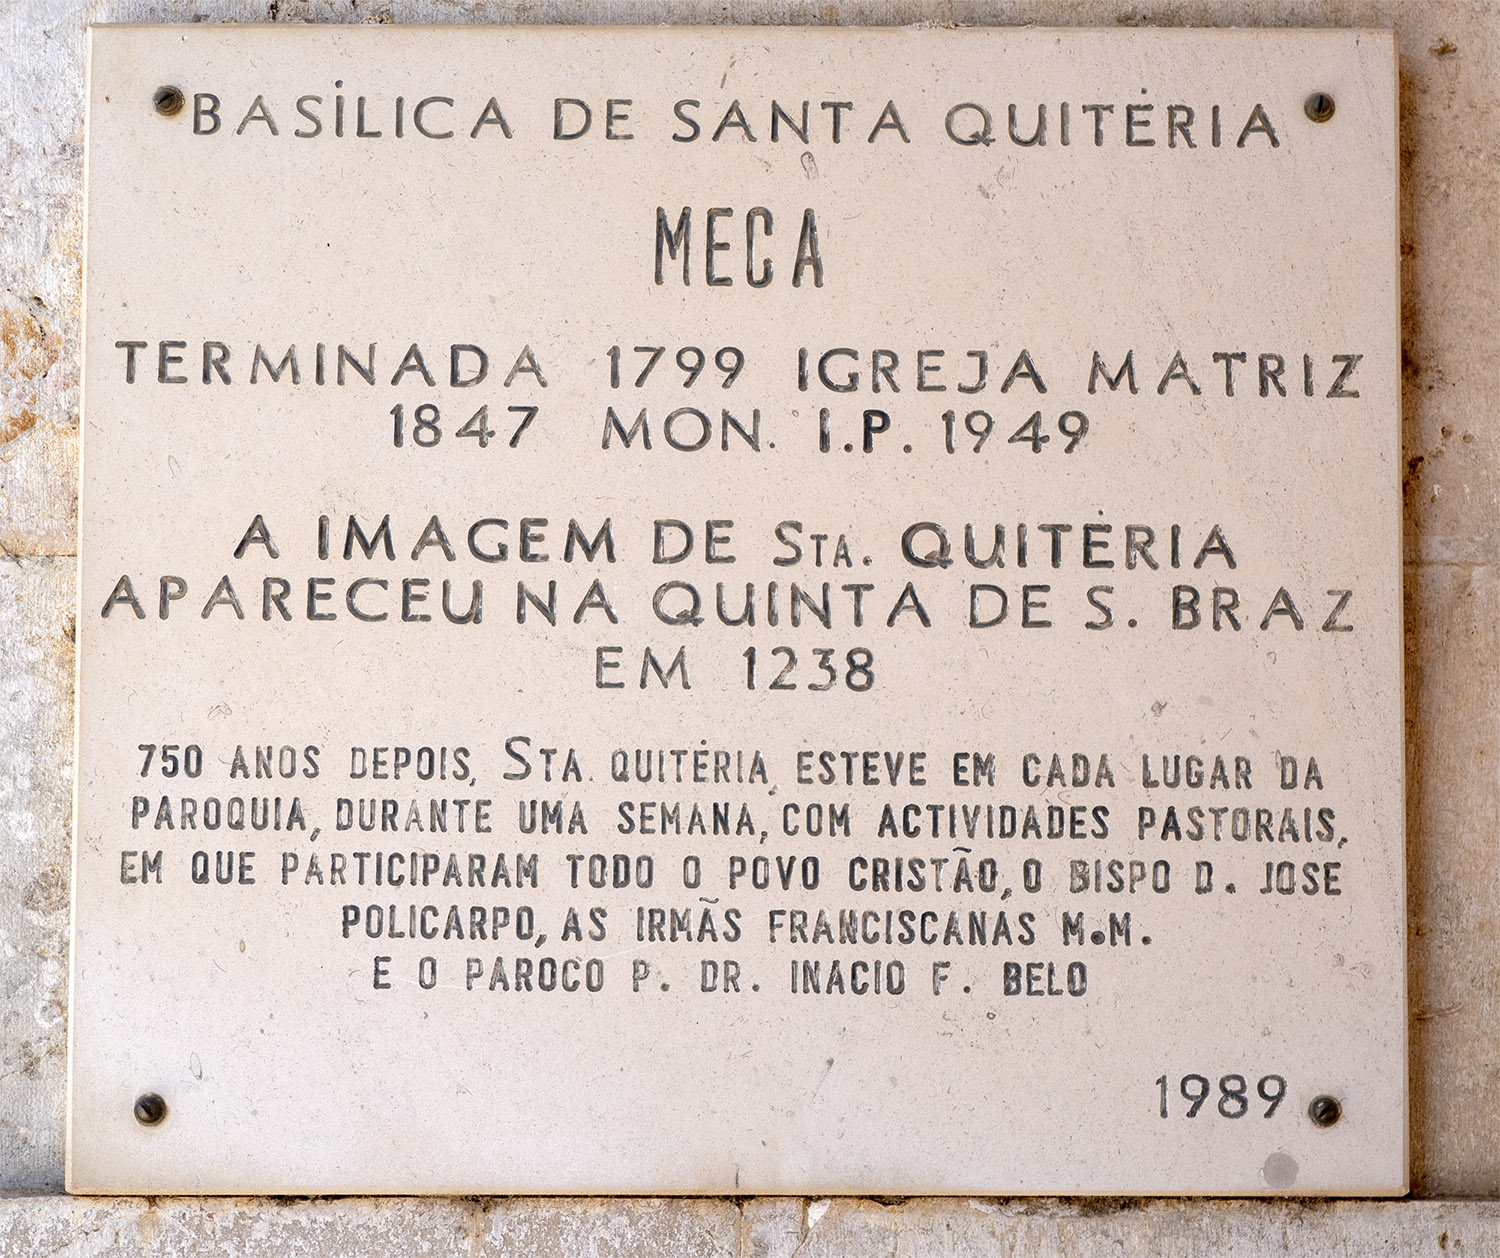 BASÍLICA DE SANTA QUITÉRIA
MECA
TERMINADA 1799 IGREJA MATRIZ
1847 MON. I.P. 1949
A IMAGEM DE STA. QUITÉRIA
APARECEU NA QUINTA DE S. BRAZ
EM 1238
750 ANOS DEPOIS, STA. QUITÉRIA, ESTEVE EM CADA LUGAR DA
PAROQUIA, DURANTE UMA SEMANA, COM ACTIVIDADES PASTORAIS,
EM QUE PARTICIPARAM TODO O POVO CRISTÃO, O BISPO D. JOSE
POLICARPO, AS IRMÃS FRANCISCANAS M.M.
E O PAROCO P. DR. INACIO F. BELO
1989